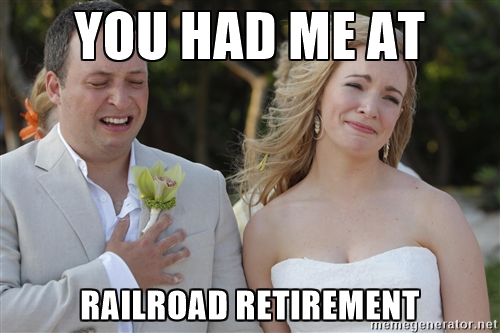 YOU HAD ME AT
RAILROAD RETIREMENT
memegenerator.net